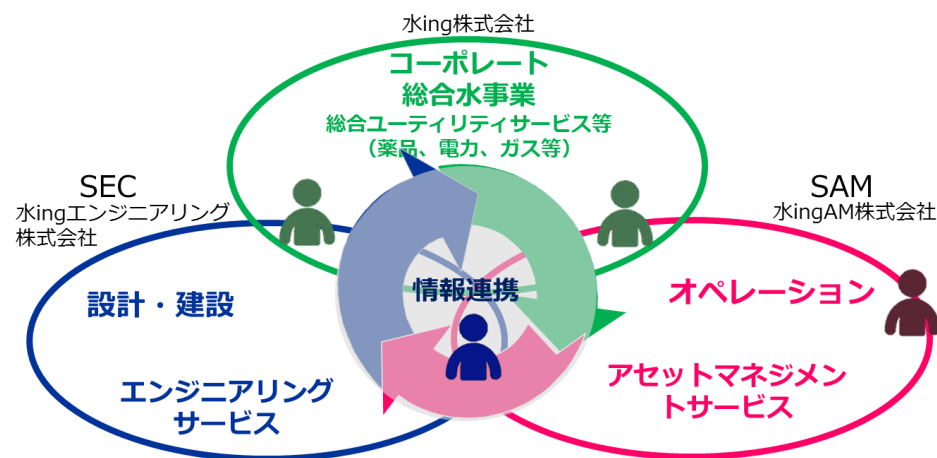 水ing株式会社
コーポレート
総合水事業
総合ユーティリティサービス等
（薬品、電力、ガス等）
SEC
水ingエンジニアリング
株式会社
SAM
水ingAM株式会社
設計・建設
情報連携
オペレーション
エンジニアリング
サービス
アセットマネジメン
トサービス